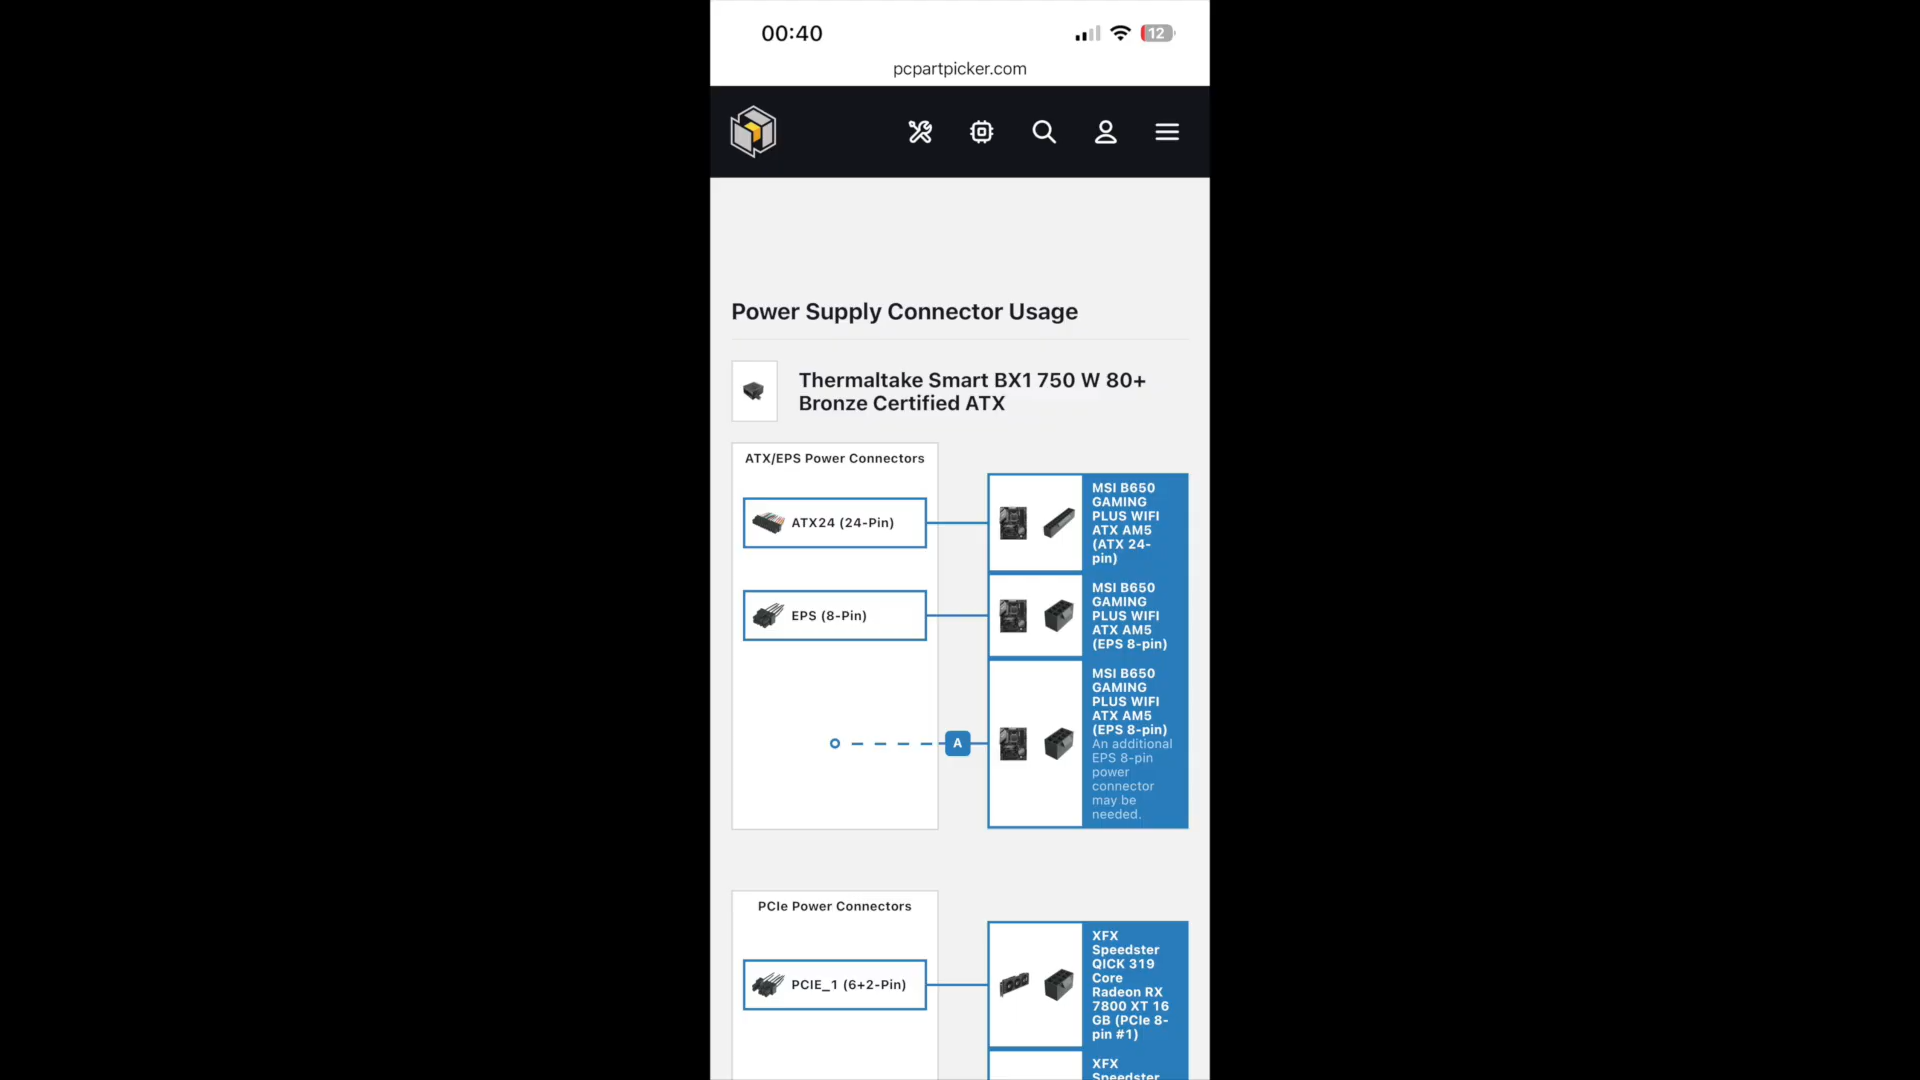 00:40
12
pcpartpicker.com
Power Supply Connector Usage
Thermaltake Smart BX1 750 W 80+
Bronze Certified ATX
ATX/EPS Power Connectors
ATX24 (24-Pin)
MSI B650
GAMING
PLUS WIFI
ATX AM5
(ATX 24-
pin)
EPS (8-Pin)
MSI B650
GAMING
PLUS WIFI
ATX AM5
(EPS 8-pin)
A
MSI B650
GAMING
PLUS WIFI
ATX AM5
(EPS 8-pin)
An additional
EPS 8-pin
power
connector
may be
needed.
PCIe Power Connectors
PCIE_1 (6+2-Pin)
XFX
Speedster
QICK 319
Core
Radeon RX
7800 XT 16
GB (PCIe 8-
pin #1)
XFX
Speedster